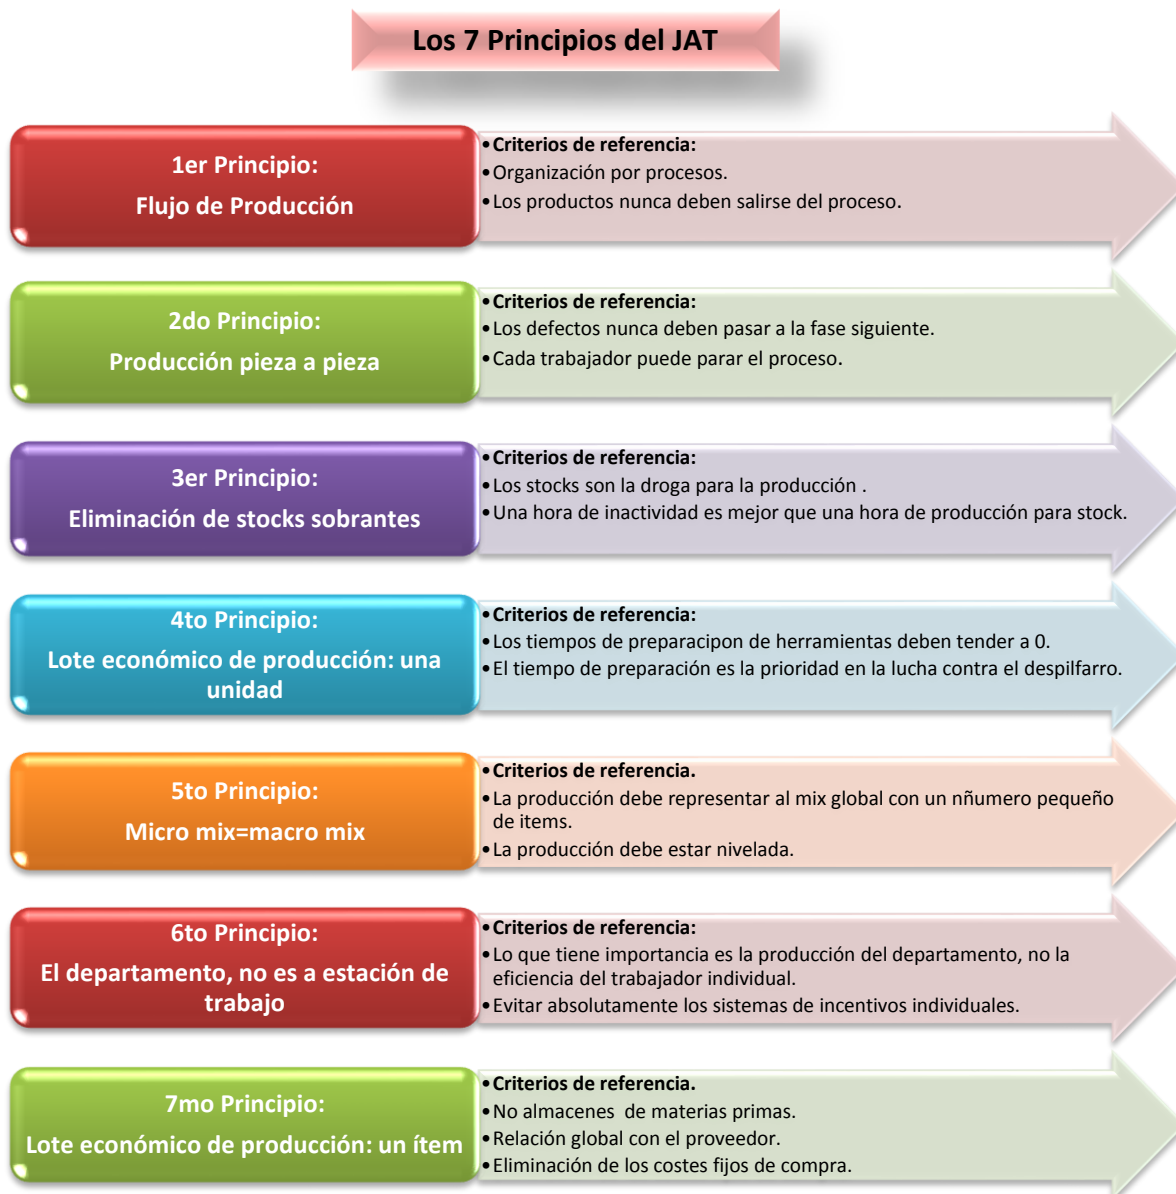 Los 7 Principios del JAT
1er Principio:
Flujo de Producción
•Criterios de referencia:
•Organización por procesos.
•Los productos nunca deben salirse del proceso.
2do Principio:
Producción pieza a pieza
•Criterios de referencia:
•Los defectos nunca deben pasar a la fase siguiente.
•Cada trabajador puede parar el proceso.
3er Principio:
Eliminación de stocks sobrantes
•Criterios de referencia:
•Los stocks son la droga para la producción .
•Una hora de inactividad es mejor que una hora de producción para stock.
4to Principio:
Lote económico de producción: una
unidad
•Criterios de referencia:
•Los tiempos de preparacipon de herramientas deben tender a 0.
•El tiempo de preparación es la prioridad en la lucha contra el despilfarro.
5to Principio:
Micro mix=macro mix
•Criterios de referencia.
•La producción debe representar al mix global con un nñumero pequeño
de items.
•La producción debe estar nivelada.
6to Principio:
El departamento, no es a estación de
trabajo
•Criterios de referencia:
•Lo que tiene importancia es la producción del departamento, no la
eficiencia del trabajador individual.
•Evitar absolutamente los sistemas de incentivos individuales.
7mo Principio:
Lote económico de producción: un ítem
•Criterios de referencia.
•No almacenes  de materias primas.
•Relación global con el proveedor.
•Eliminación de los costes fijos de compra.